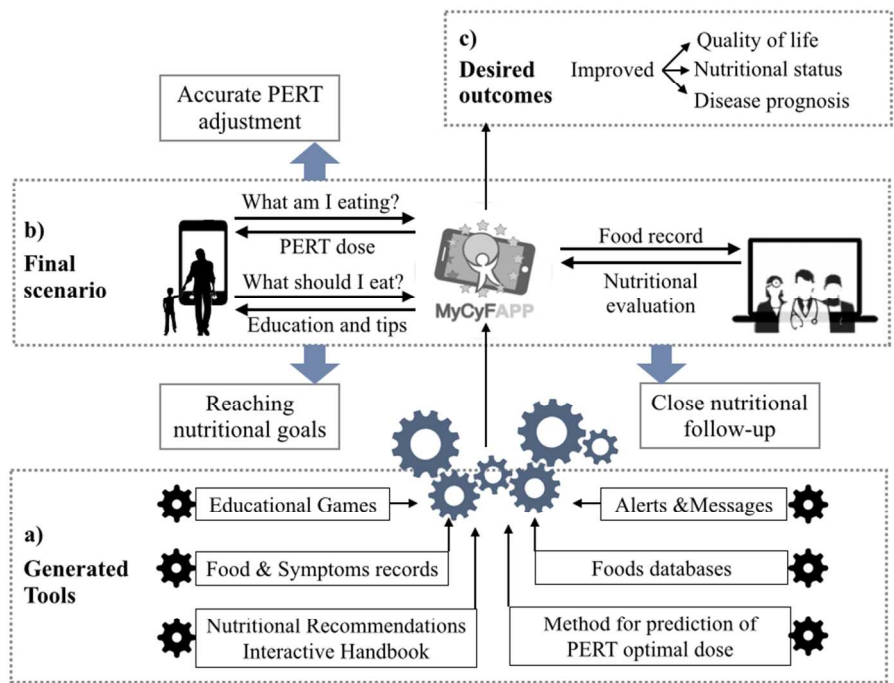 c)
Desired
outcomes
Improved
Quality of life
Nutritional status
Disease prognosis
Accurate PERT
adjustment
b)
Final
scenario
What am I eating?
PERT dose
What should I eat?
Education and tips
MyCyFAPP
Food record
Nutritional
evaluation
Reaching
nutritional goals
Close nutritional
follow-up
a)
Generated
Tools
Educational Games
Food & Symptoms records
Nutritional Recommendations
Interactive Handbook
Alerts &Messages
Foods databases
Method for prediction of
PERT optimal dose